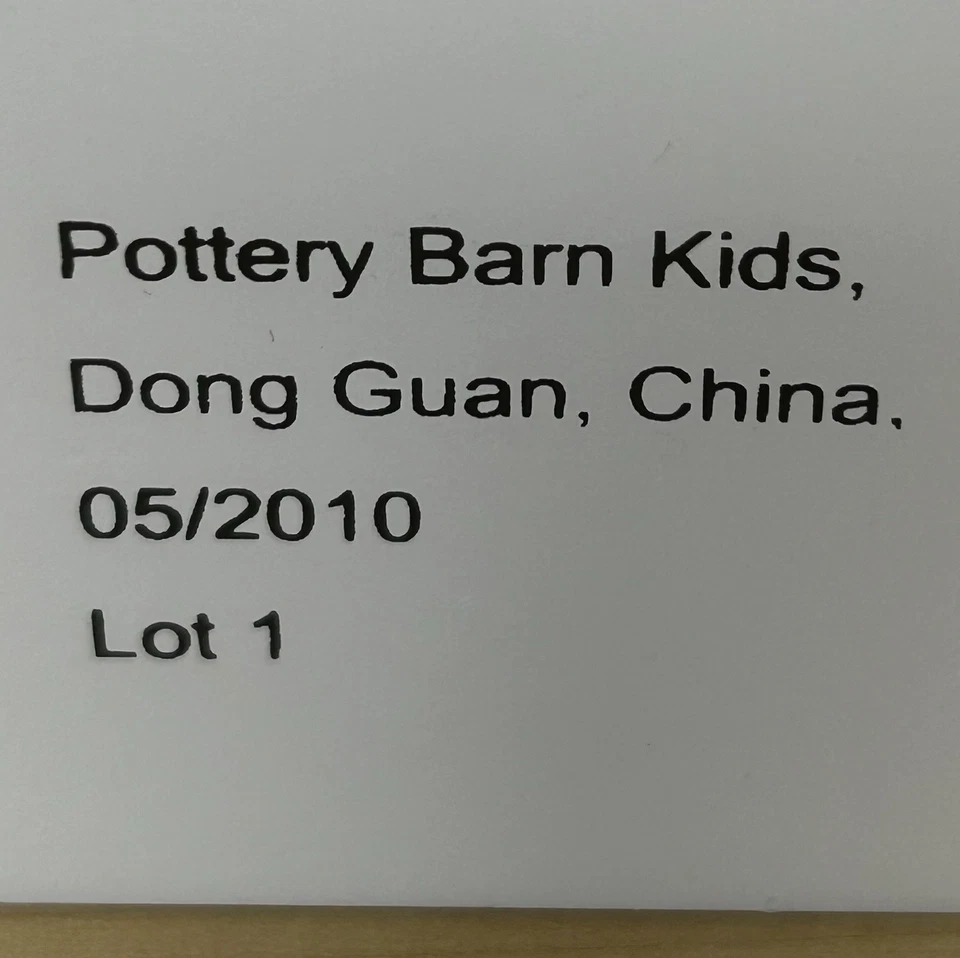 Pottery Barn Kids,
Dong Guan, China.
05/2010
Lot 1